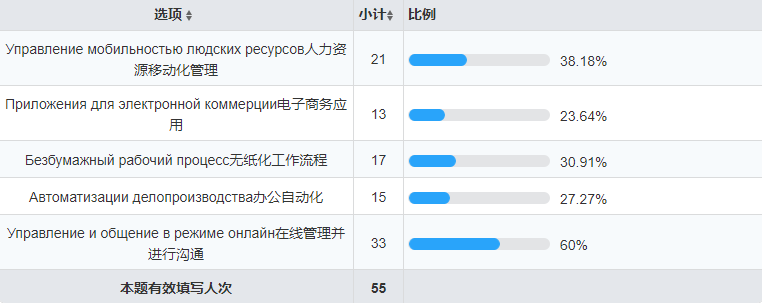 选项 小计 比例
Управление мобильностью людских ресурсов人力资
源移动化管理 21 38.18%
Приложения для электронной коммерции电子商务应
用 13 23.64%
Безбумажный рабочий процесс无纸化工作流程 17 30.91%
Автоматизации делопроизводства办公自动化 15 27.27%
Управление и общение в режиме онлайн在线管理并
进行沟通 33 60%
本题有效填写人次 55